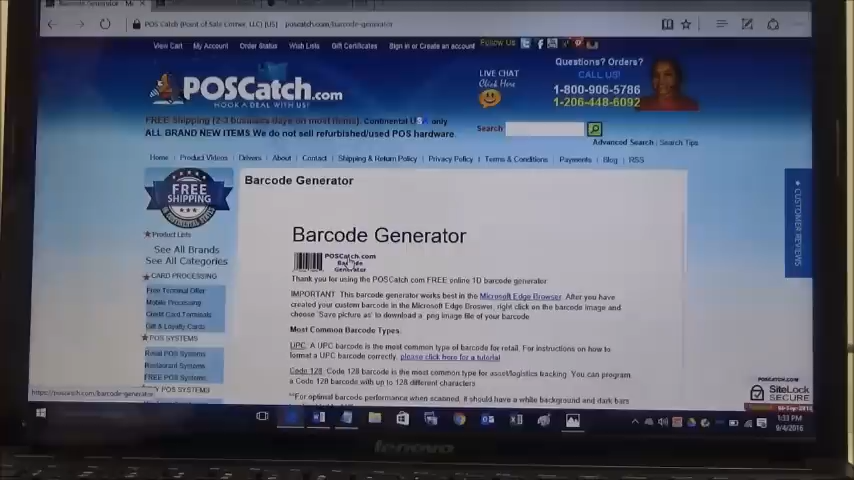 POS Catch (Point of Sale Corner, LLC) [US] poscatch.com/barcode-generator
View Cart My Account Order Status Wish Lists Gift Certificates Sign in or Create an account Follow Us
Questions? Orders?
CALL US!
1-800-906-5786
1-206-448-6092
LIVE CHAT
Click Here
POSCatch.com
HOOK A DEAL WITH US!
FREE Shipping (2-3 business days on most items). Continental USA only
ALL BRAND NEW ITEMS We do not sell refurbished/used POS hardware.
Search
Advanced Search | Search Tips
Home Product Videos Drivers About Contact Shipping & Return Policy Privacy Policy Terms & Conditions Payments Blog RSS
FREE
SHIPPING
Product Lists
See All Brands
See All Categories
CARD PROCESSING
Free Terminal Offer
Mobile Processing
Credit Card Terminals
Gift & Loyalty Cards
POS SYSTEMS
Retail POS Systems
Restaurant Systems
FREE POS Systems
POS SYSTEMS
Barcode Generator
Barcode Generator
POSCatch.com
Barcode
Generator
Thank you for using the POSCatch.com FREE online 1D barcode generator
IMPORTANT: This barcode generator works best in the Microsoft Edge Browser. After you have
created your custom barcode in the Microsoft Edge Broswer, right click on the barcode image and
choose 'Save picture as' to download a .png image file of your barcode
Most Common Barcode Types:
UPC: A UPC barcode is the most common type of barcode for retail. For instructions on how to
format a UPC barcode correctly, please click here for a tutorial
Code 128: Code 128 barcode is the most common type for asset/logistics tracking. You can program
a Code 128 barcode with up to 128 different characters
**For optimal barcode performance when scanned, it should have a white background and dark bars
★ CUSTOMER REVIEWS
POSCATCH.COM
SiteLock
SECURE
https://poscatch.com/barcode-generator
1:33 PM
9/4/2016
lenovo